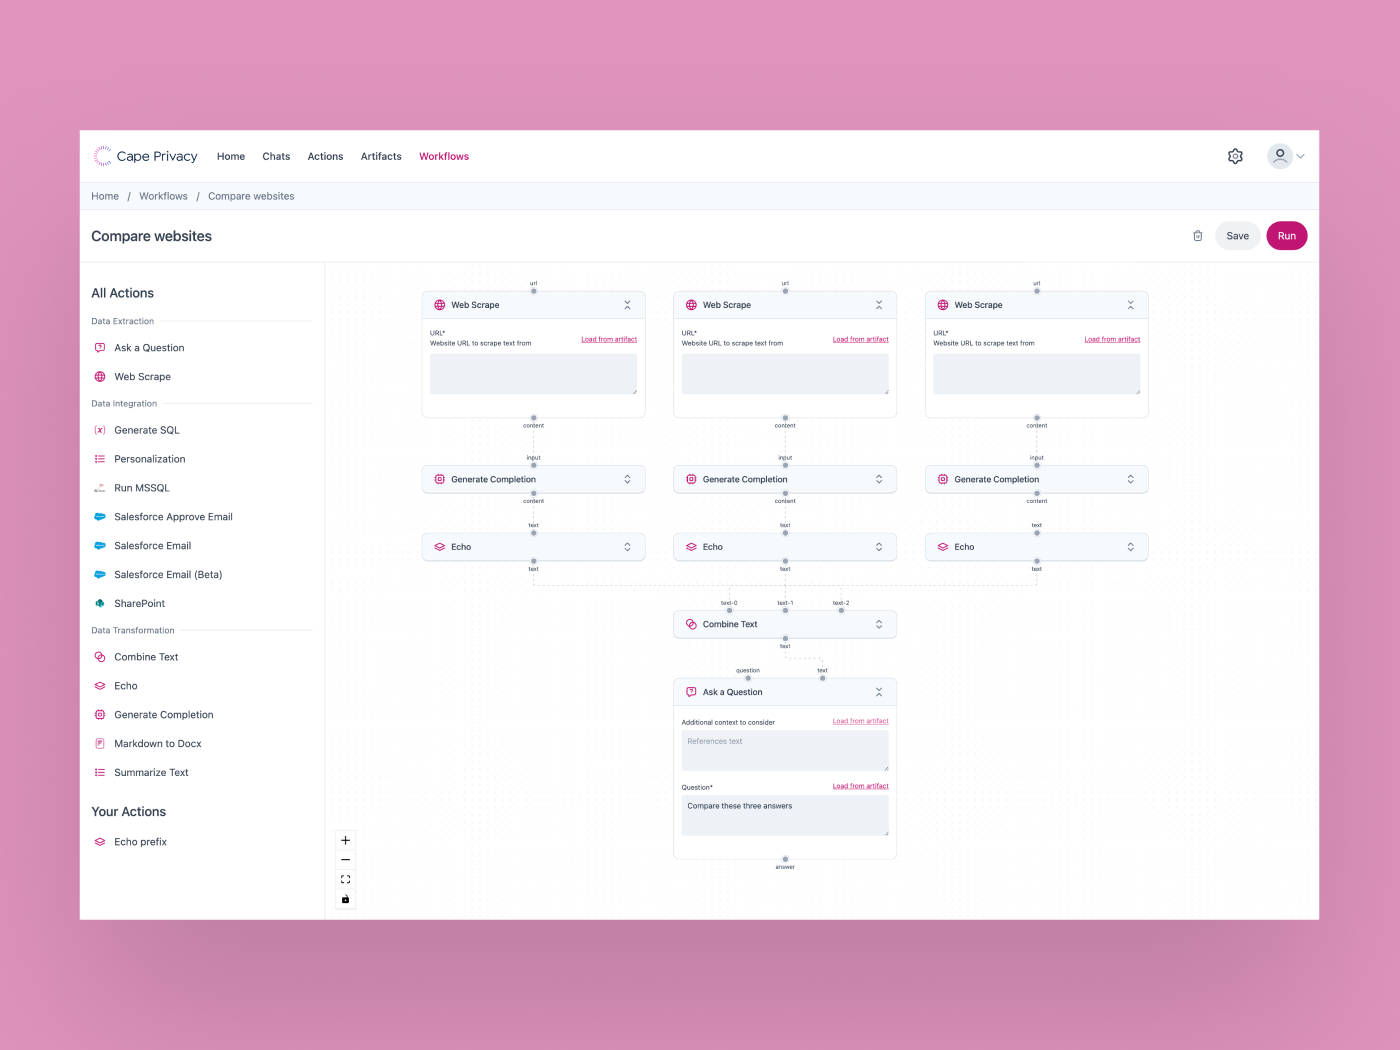 Cape Privacy
Home
Chats
Actions
Artifacts
Workflows
Home / Workflows / Compare websites
Compare websites
Save
Run
All Actions
Data Extraction
Ask a Question
Web Scrape
Data Integration
Generate SQL
Personalization
Run MSSQL
Salesforce Approve Email
Salesforce Email
Salesforce Email (Beta)
SharePoint
Data Transformation
Combine Text
Echo
Generate Completion
Markdown to Docx
Summarize Text
Your Actions
Echo prefix
url
Web Scrape
URL*
Website URL to scrape text from
Load from artifact
content
url
Web Scrape
URL*
Website URL to scrape text from
Load from artifact
content
url
Web Scrape
URL*
Website URL to scrape text from
Load from artifact
content
input
Generate Completion
content
input
Generate Completion
content
input
Generate Completion
content
text
Echo
text
text
Echo
text
text
Echo
text
text-0
text-1
text-2
Combine Text
text
question
text
Ask a Question
Additional context to consider
Load from artifact
References text
Question*
Load from artifact
Compare these three answers
answer